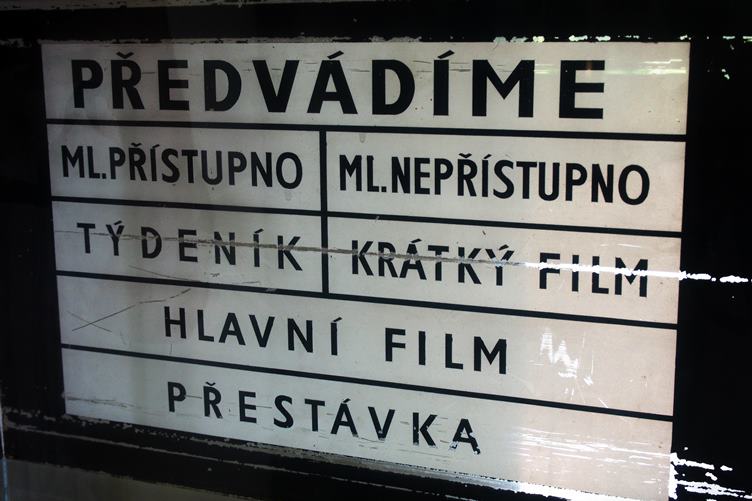 PŘEDVÁDÍME
ML.PŘÍSTUPNO
ML.NEPŘÍSTUPNO
TÝDENÍK
KRÁTKÝ FILM
HLAVNÍ FILM
PŘESTÁVKA